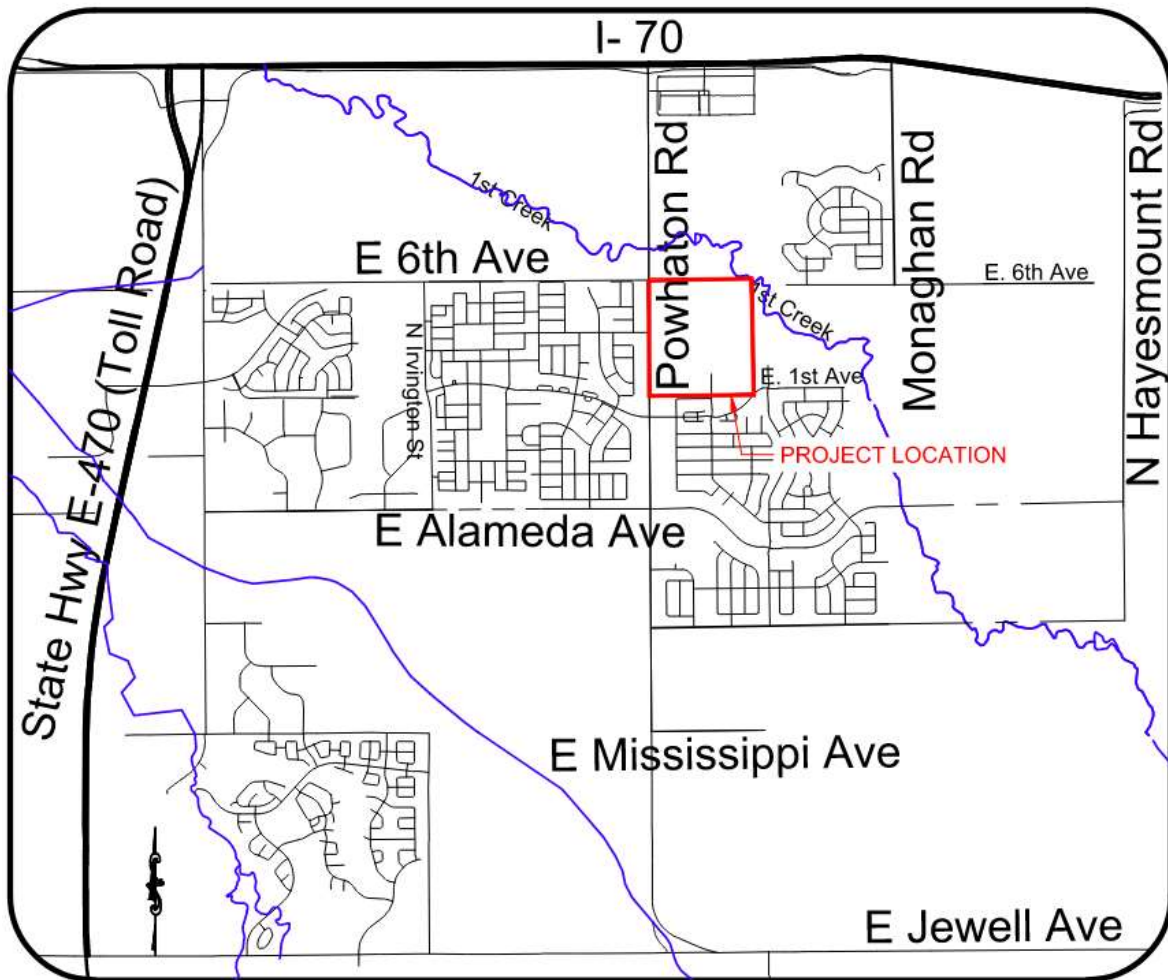 I- 70
Powhaton Rd
Monaghan Rd
N Hayesmount Rd
1st Creek
State Hwy E-470 (Toll Road)
E 6th Ave
E. 6th Ave
1st Creek
N Irvington St
E. 1st Ave
PROJECT LOCATION
E Alameda Ave
E Mississippi Ave
E Jewell Ave